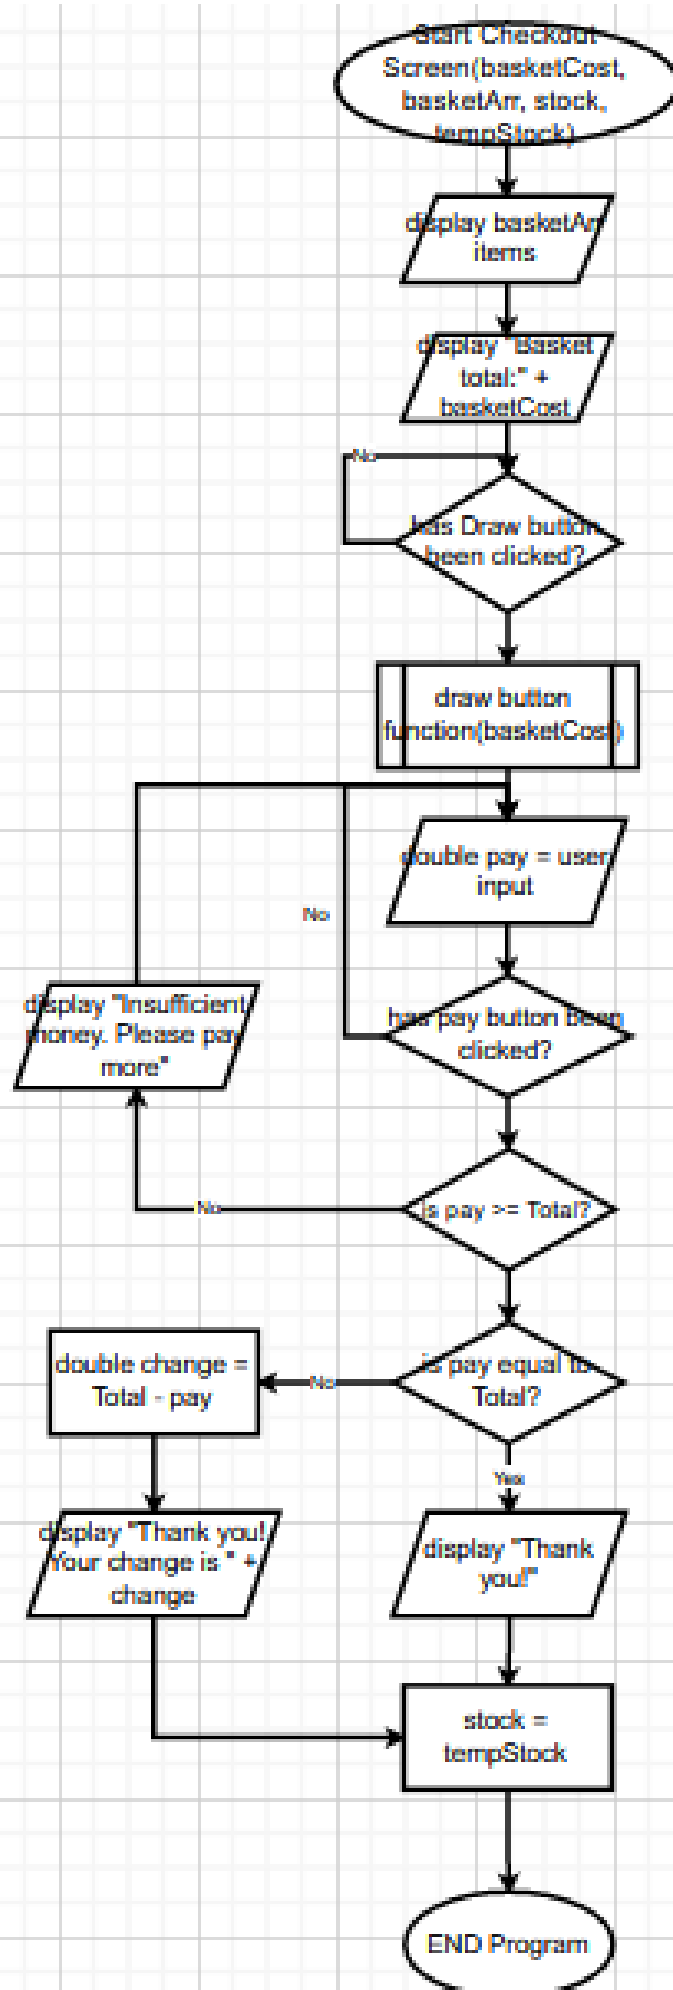 Start Checkout
Screen(basketCost,
basketArr, stock,
tempStock)
display basketArr
items
display "Basket
total:" +
basketCost
No
has Draw button
been clicked?
draw button
function(basketCost)
double pay = user
input
No
display "Insufficient
money. Please pay
more"
has pay button been
clicked?
is pay >= Total?
No
double change =
Total - pay
No
is pay equal to
Total?
Yes
display "Thank you!
Your change is " +
change
display "Thank
you!"
stock =
tempStock
END Program